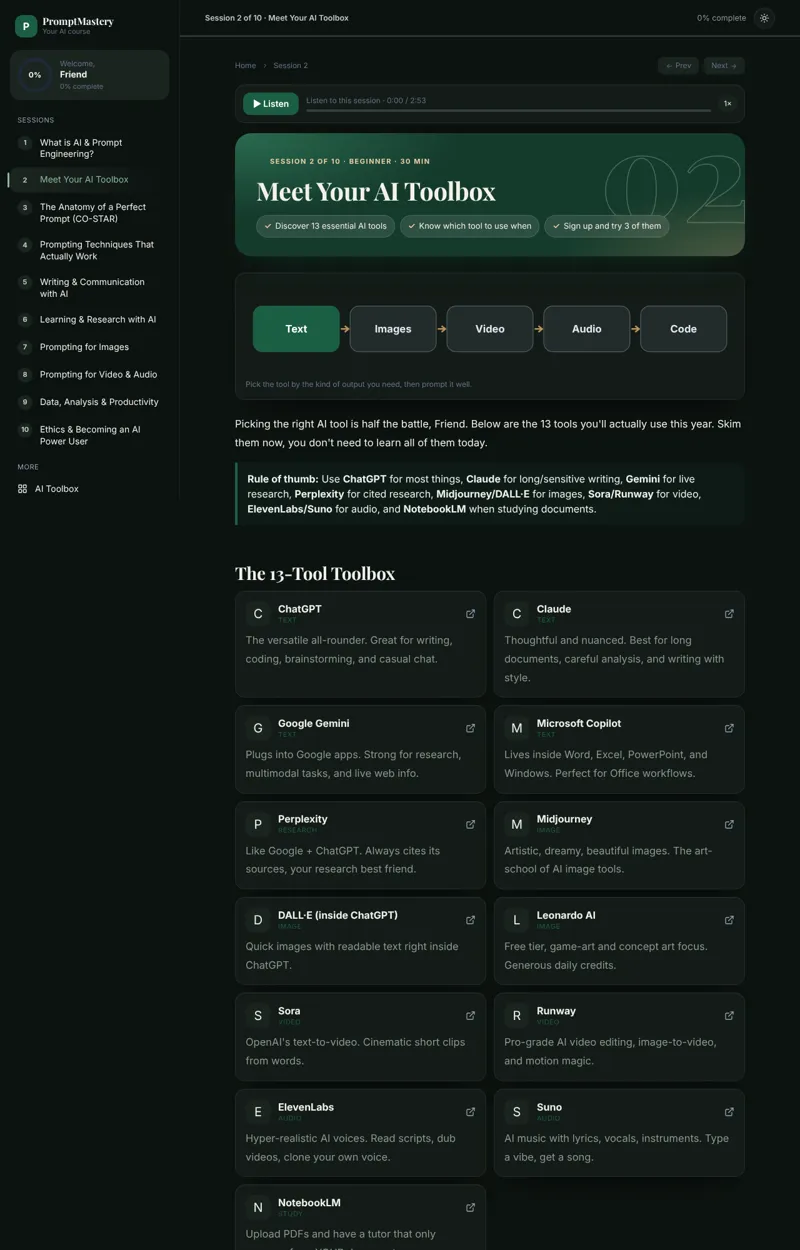 P
PromptMastery
Your AI course
0%
Welcome,
Friend
0% complete
SESSIONS
1 What is AI & Prompt
Engineering?
2 Meet Your AI Toolbox
3 The Anatomy of a Perfect
Prompt (CO-STAR)
4 Prompting Techniques That
Actually Work
5 Writing & Communication
with AI
6 Learning & Research with AI
7 Prompting for Images
8 Prompting for Video & Audio
9 Data, Analysis & Productivity
10 Ethics & Becoming an AI
Power User
MORE
AI Toolbox
Session 2 of 10 · Meet Your AI Toolbox
0% complete
Home › Session 2
← Prev
Next →
▶ Listen
Listen to this session · 0:00 / 2:53
1×
SESSION 2 OF 10 · BEGINNER · 30 MIN
02
Meet Your AI Toolbox
✓ Discover 13 essential AI tools
✓ Know which tool to use when
✓ Sign up and try 3 of them
Text → Images → Video → Audio → Code
Pick the tool by the kind of output you need, then prompt it well.
Picking the right AI tool is half the battle, Friend. Below are the 13 tools you'll actually use this year. Skim
them now, you don't need to learn all of them today.
Rule of thumb: Use ChatGPT for most things, Claude for long/sensitive writing, Gemini for live
research, Perplexity for cited research, Midjourney/DALL·E for images, Sora/Runway for video,
ElevenLabs/Suno for audio, and NotebookLM when studying documents.
The 13-Tool Toolbox
C
ChatGPT
TEXT
The versatile all-rounder. Great for writing,
coding, brainstorming, and casual chat.
C
Claude
TEXT
Thoughtful and nuanced. Best for long
documents, careful analysis, and writing with
style.
G
Google Gemini
TEXT
Plugs into Google apps. Strong for research,
multimodal tasks, and live web info.
M
Microsoft Copilot
TEXT
Lives inside Word, Excel, PowerPoint, and
Windows. Perfect for Office workflows.
P
Perplexity
RESEARCH
Like Google + ChatGPT. Always cites its
sources, your research best friend.
M
Midjourney
IMAGE
Artistic, dreamy, beautiful images. The art-
school of AI image tools.
D
DALL·E (inside ChatGPT)
IMAGE
Quick images with readable text right inside
ChatGPT.
L
Leonardo AI
IMAGE
Free tier, game-art and concept art focus.
Generous daily credits.
S
Sora
VIDEO
OpenAI's text-to-video. Cinematic short clips
from words.
R
Runway
VIDEO
Pro-grade AI video editing, image-to-video,
and motion magic.
E
ElevenLabs
AUDIO
Hyper-realistic AI voices. Read scripts, dub
videos, clone your own voice.
S
Suno
AUDIO
AI music with lyrics, vocals, instruments. Type
a vibe, get a song.
N
NotebookLM
STUDY
Upload PDFs and have a tutor that only